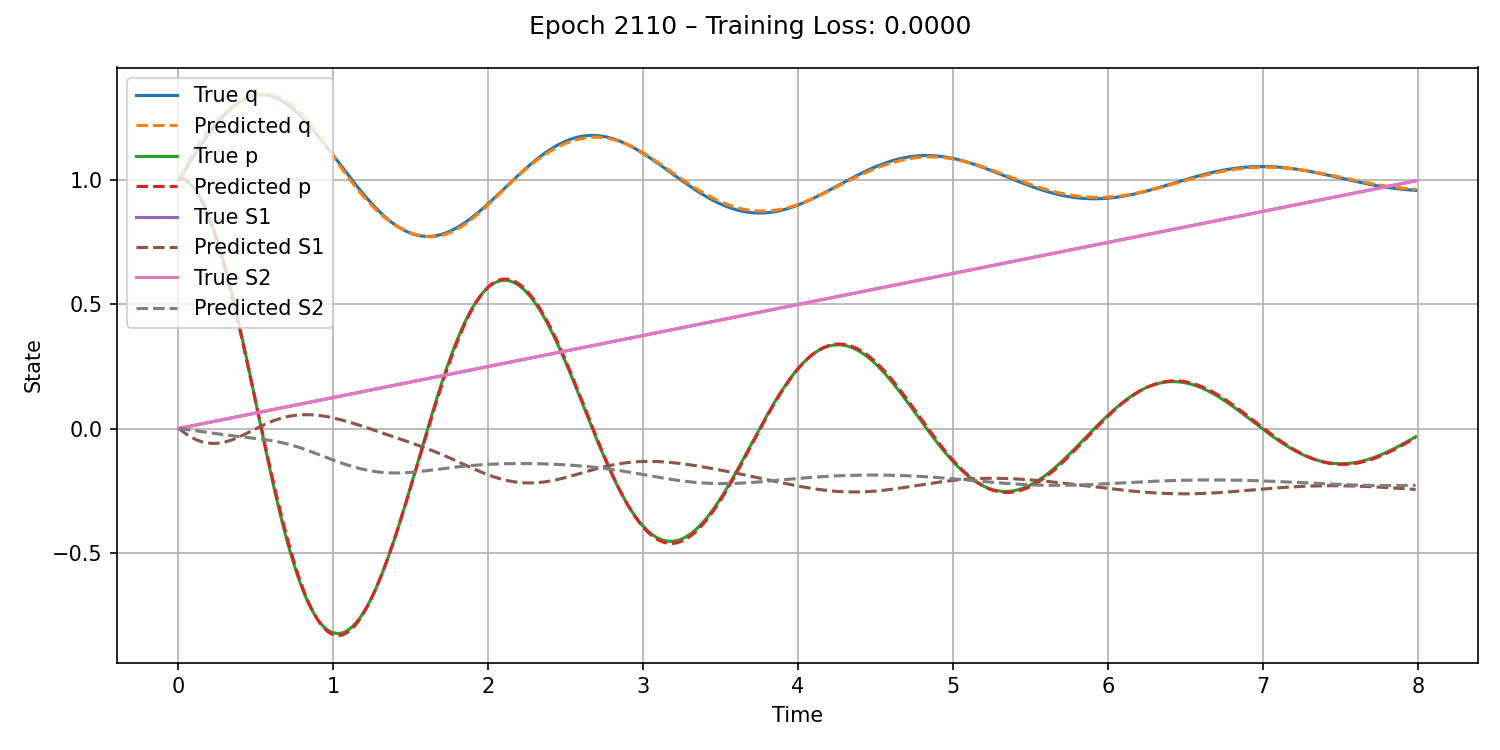 Epoch 2110 – Training Loss: 0.0000
True q
Predicted q
True p
Predicted p
True S1
Predicted S1
True S2
Predicted S2
State
1.0
0.5
0.0
−0.5
0 1 2 3 4 5 6 7 8
Time